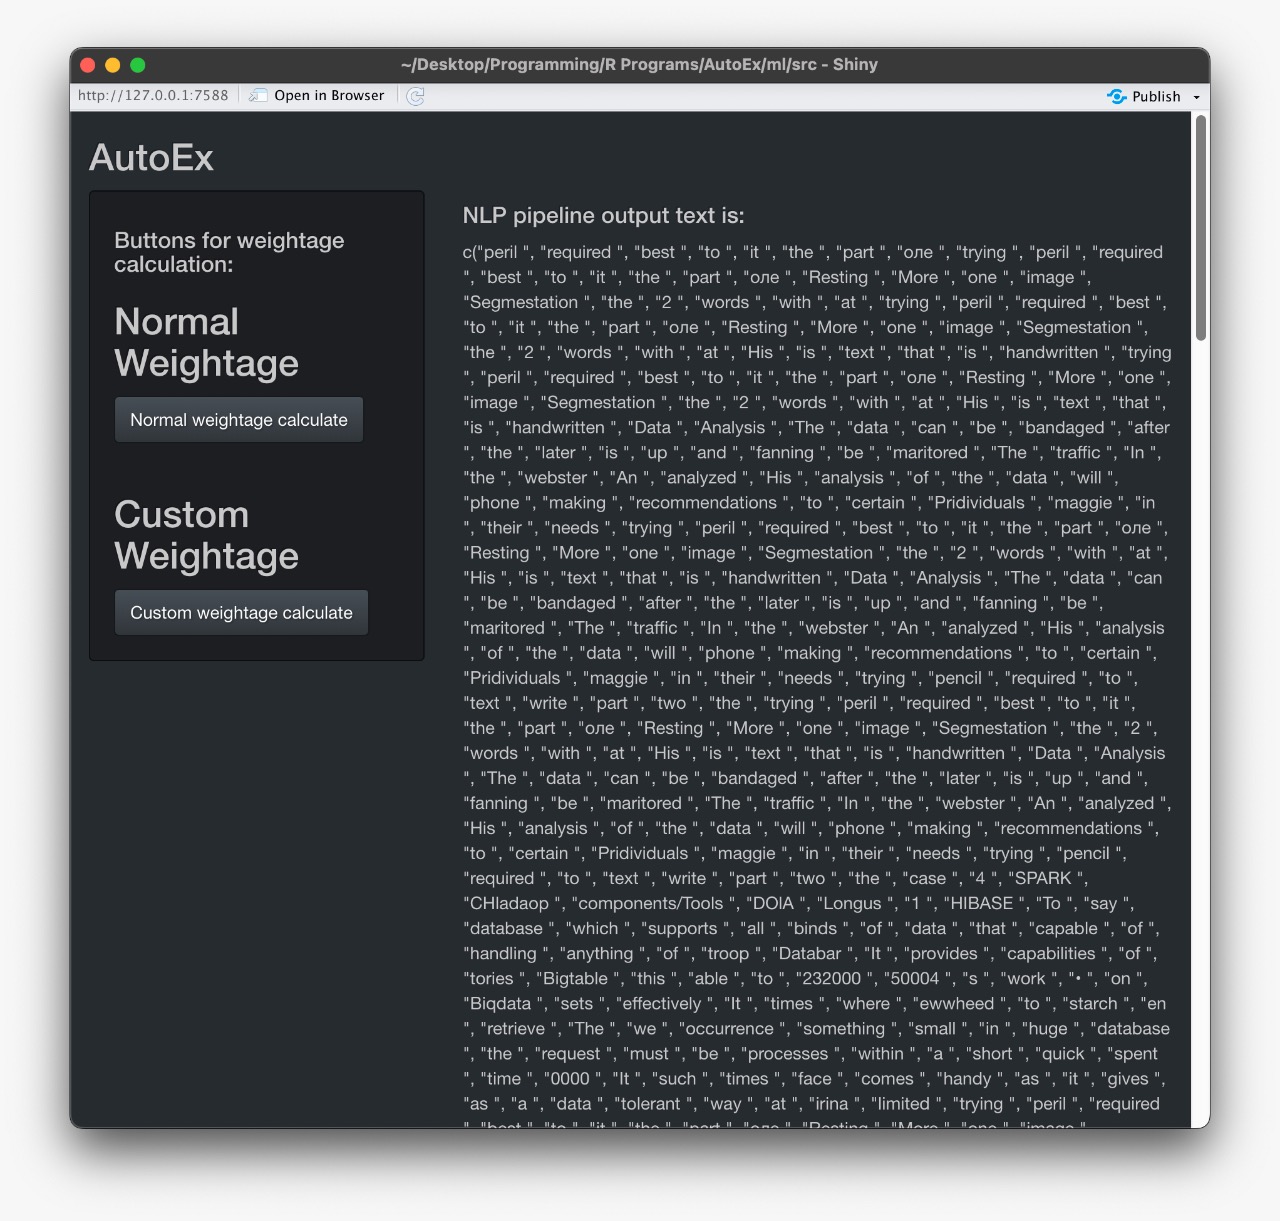 ~/Desktop/Programming/R Programs/AutoEx/ml/src - Shiny
http://127.0.0.1:7588
Open in Browser
Publish
AutoEx
Buttons for weightage
calculation:
Normal
Weightage
Normal weightage calculate
Custom
Weightage
Custom weightage calculate
NLP pipeline output text is:
c("peril ", "required ", "best ", "to ", "it ", "the ", "part ", "оле ", "trying ", "peril ", "required
", "best ", "to ", "it ", "the ", "part ", "оле ", "Resting ", "More ", "one ", "image ",
"Segmestation ", "the ", "2 ", "words ", "with ", "at ", "trying ", "peril ", "required ", "best ",
"to ", "it ", "the ", "part ", "оле ", "Resting ", "More ", "one ", "image ", "Segmestation ",
"the ", "2 ", "words ", "with ", "at ", "His ", "is ", "text ", "that ", "is ", "handwritten ", "trying
", "peril ", "required ", "best ", "to ", "it ", "the ", "part ", "оле ", "Resting ", "More ", "one ",
"image ", "Segmestation ", "the ", "2 ", "words ", "with ", "at ", "His ", "is ", "text ", "that ",
"is ", "handwritten ", "Data ", "Analysis ", "The ", "data ", "can ", "be ", "bandaged ", "after
", "the ", "later ", "is ", "up ", "and ", "fanning ", "be ", "maritored ", "The ", "traffic ", "In ",
"the ", "webster ", "An ", "analyzed ", "His ", "analysis ", "of ", "the ", "data ", "will ",
"phone ", "making ", "recommendations ", "to ", "certain ", "Pridividuals ", "maggie ", "in
", "their ", "needs ", "trying ", "peril ", "required ", "best ", "to ", "it ", "the ", "part ", "оле ",
"Resting ", "More ", "one ", "image ", "Segmestation ", "the ", "2 ", "words ", "with ", "at ",
"His ", "is ", "text ", "that ", "is ", "handwritten ", "Data ", "Analysis ", "The ", "data ", "can
", "be ", "bandaged ", "after ", "the ", "later ", "is ", "up ", "and ", "fanning ", "be ",
"maritored ", "The ", "traffic ", "In ", "the ", "webster ", "An ", "analyzed ", "His ", "analysis
", "of ", "the ", "data ", "will ", "phone ", "making ", "recommendations ", "to ", "certain ",
"Pridividuals ", "maggie ", "in ", "their ", "needs ", "trying ", "pencil ", "required ", "to ",
"text ", "write ", "part ", "two ", "the ", "trying ", "peril ", "required ", "best ", "to ", "it ",
"the ", "part ", "оле ", "Resting ", "More ", "one ", "image ", "Segmestation ", "the ", "2 ",
"words ", "with ", "at ", "His ", "is ", "text ", "that ", "is ", "handwritten ", "Data ", "Analysis
", "The ", "data ", "can ", "be ", "bandaged ", "after ", "the ", "later ", "is ", "up ", "and ",
"fanning ", "be ", "maritored ", "The ", "traffic ", "In ", "the ", "webster ", "An ", "analyzed ",
"His ", "analysis ", "of ", "the ", "data ", "will ", "phone ", "making ", "recommendations ",
"to ", "certain ", "Pridividuals ", "maggie ", "in ", "their ", "needs ", "trying ", "pencil ",
"required ", "to ", "text ", "write ", "part ", "two ", "the ", "case ", "4 ", "SPARK ",
"CHladaop ", "components/Tools ", "DOIA ", "Longus ", "1 ", "HIBASE ", "To ", "say ",
"database ", "which ", "supports ", "all ", "binds ", "of ", "data ", "that ", "capable ", "of ",
"handling ", "anything ", "of ", "troop ", "Databar ", "It ", "provides ", "capabilities ", "of ",
"tories ", "Bigtable ", "this ", "able ", "to ", "232000 ", "50004 ", "s ", "work ", "• ", "on ",
"Biqdata ", "sets ", "effectively ", "It ", "times ", "where ", "ewwheed ", "to ", "starch ", "en
", "retrieve ", "The ", "we ", "occurrence ", "something ", "small ", "in ", "huge ", "database
", "the ", "request ", "must ", "be ", "processes ", "within ", "a ", "short ", "quick ", "spent
", "time ", "0000 ", "It ", "such ", "times ", "face ", "comes ", "handy ", "as ", "it ", "gives ",
"as ", "a ", "data ", "tolerant ", "way ", "at ", "irina ", "limited ", "trying ", "peril ", "required
", "best ", "to ", "it ", "the ", "part ", "оле ", "Resting ", "More ", "one ", "image ",